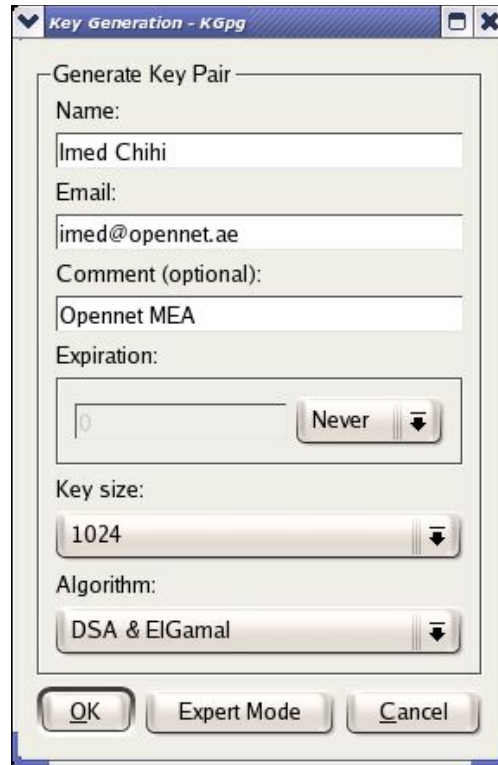 Key Generation - KGpg
Generate Key Pair
Name:
Imed Chihi
Email:
imed@opennet.ae
Comment (optional):
Opennet MEA
Expiration:
0 Never
Key size:
1024
Algorithm:
DSA & ElGamal
OK Expert Mode Cancel